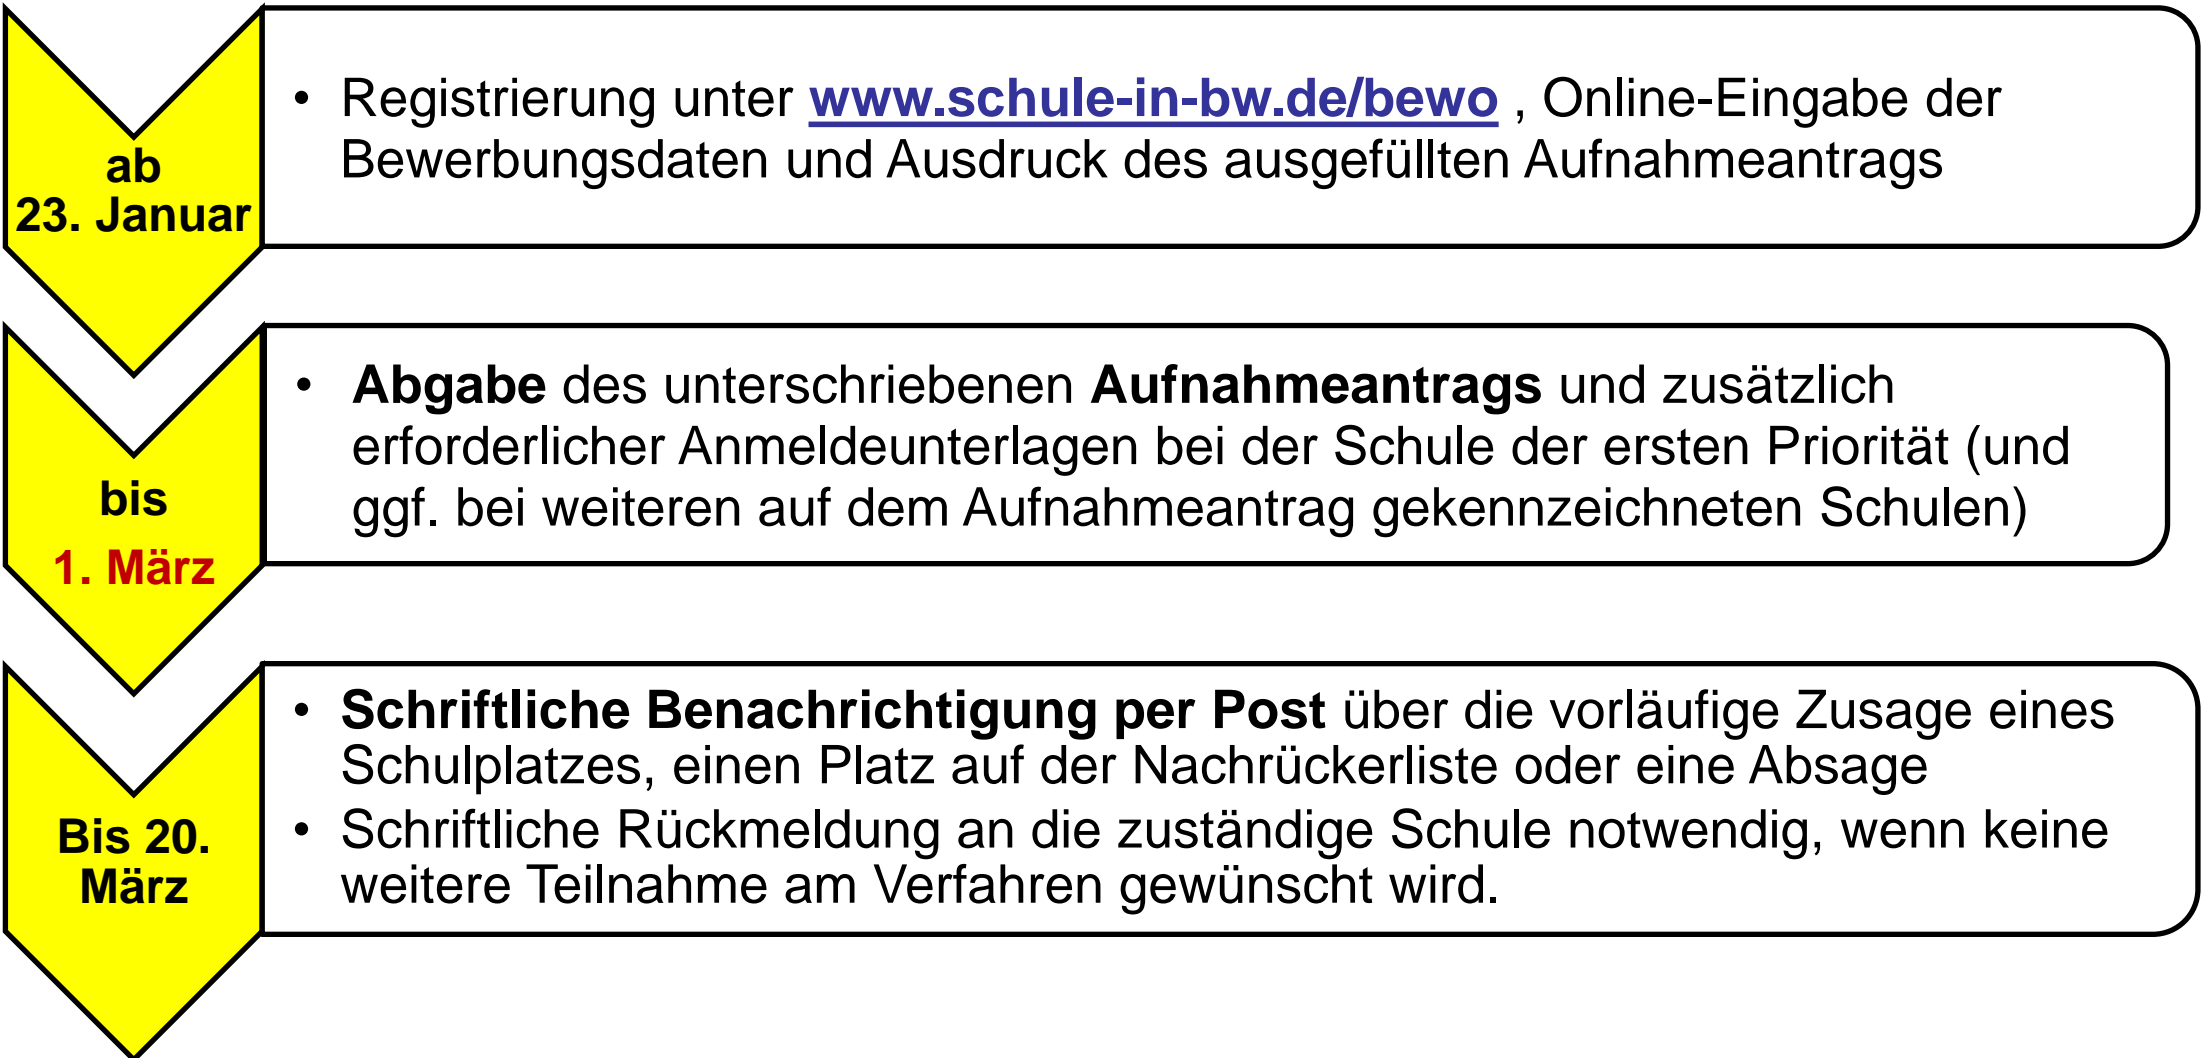 ab
23. Januar
• Registrierung unter www.schule-in-bw.de/bewo , Online-Eingabe der
Bewerbungsdaten und Ausdruck des ausgefüllten Aufnahmeantrags
bis
1. März
• Abgabe des unterschriebenen Aufnahmeantrags und zusätzlich
erforderlicher Anmeldeunterlagen bei der Schule der ersten Priorität (und
ggf. bei weiteren auf dem Aufnahmeantrag gekennzeichneten Schulen)
Bis 20.
März
• Schriftliche Benachrichtigung per Post über die vorläufige Zusage eines
Schulplatzes, einen Platz auf der Nachrückerliste oder eine Absage
• Schriftliche Rückmeldung an die zuständige Schule notwendig, wenn keine
weitere Teilnahme am Verfahren gewünscht wird.